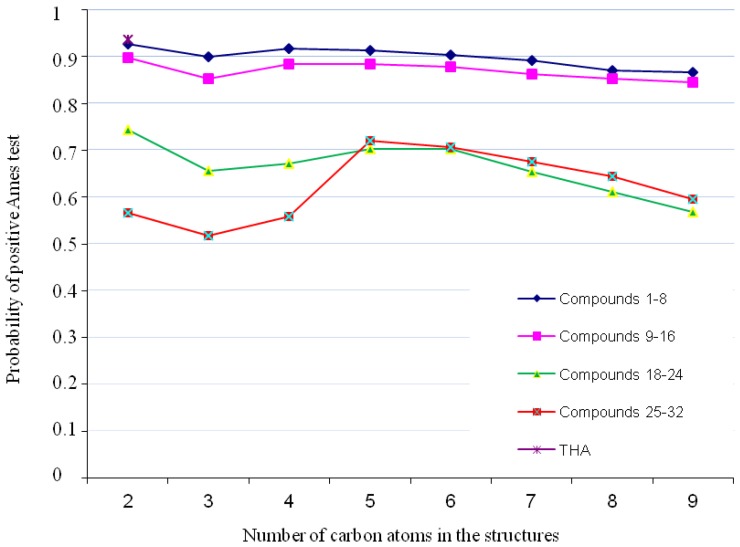 1
0.9
0.8
0.7
0.6
0.5
0.4
0.3
0.2
0.1
0
Probability of positive Ames test
Compounds 1-8
Compounds 9-16
Compounds 18-24
Compounds 25-32
THA
2 3 4 5 6 7 8 9
Number of carbon atoms in the structures